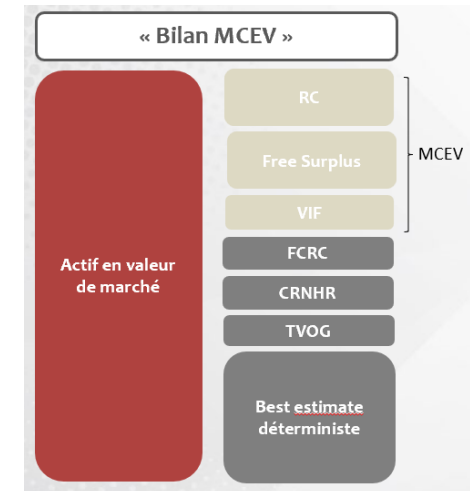 « Bilan MCEV »
RC
Free Surplus
MCEV
VIF
FCRC
Actif en valeur
de marché
CRNHR
TVOG
Best estimate
déterministe